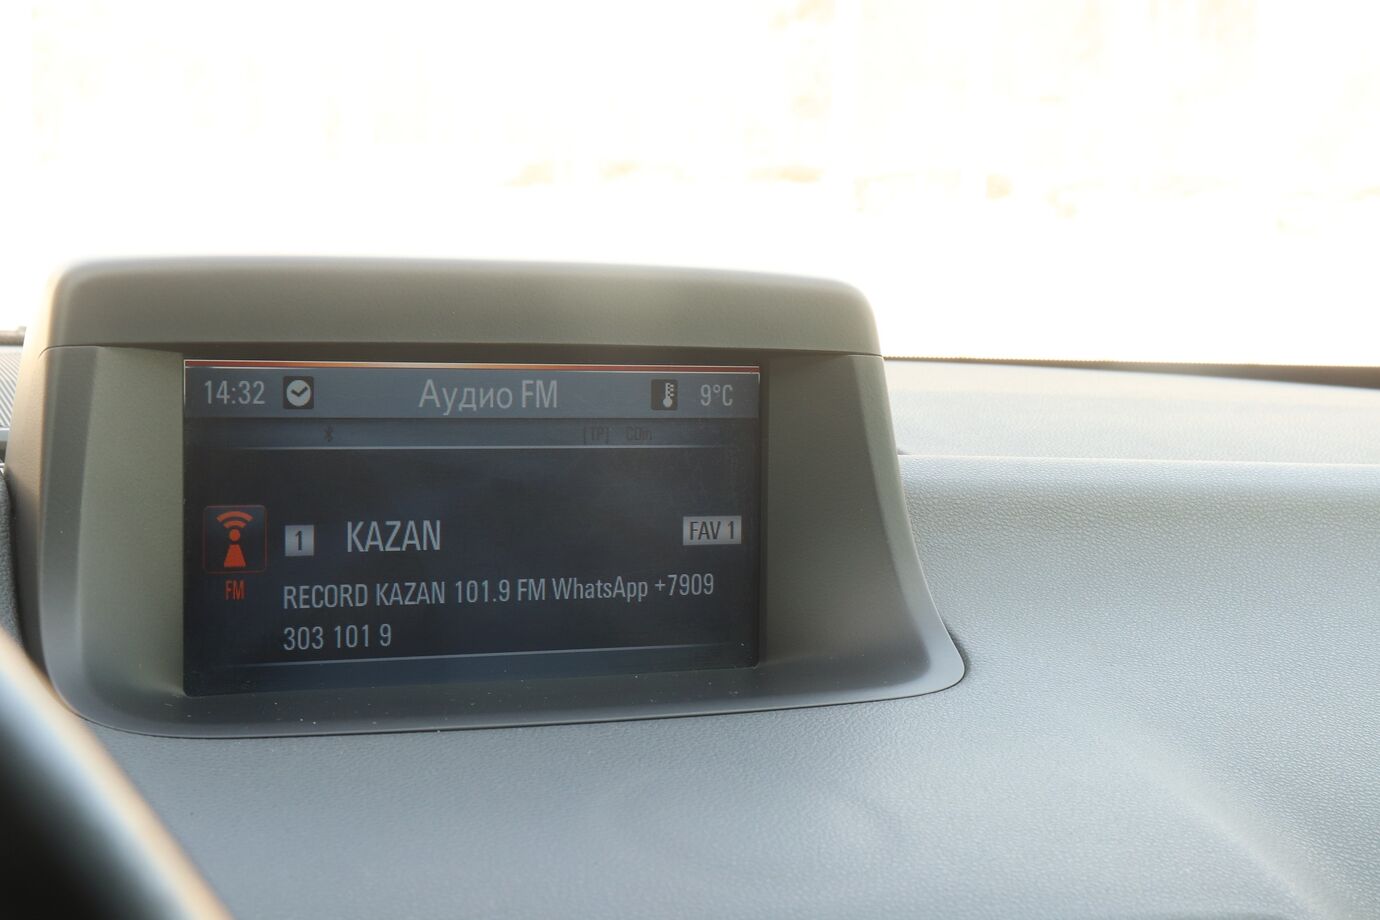 14:32 Аудио FM 9°C
[TP] CDin
1 KAZAN FAV 1
FM RECORD KAZAN 101.9 FM WhatsApp +7909
303 101 9